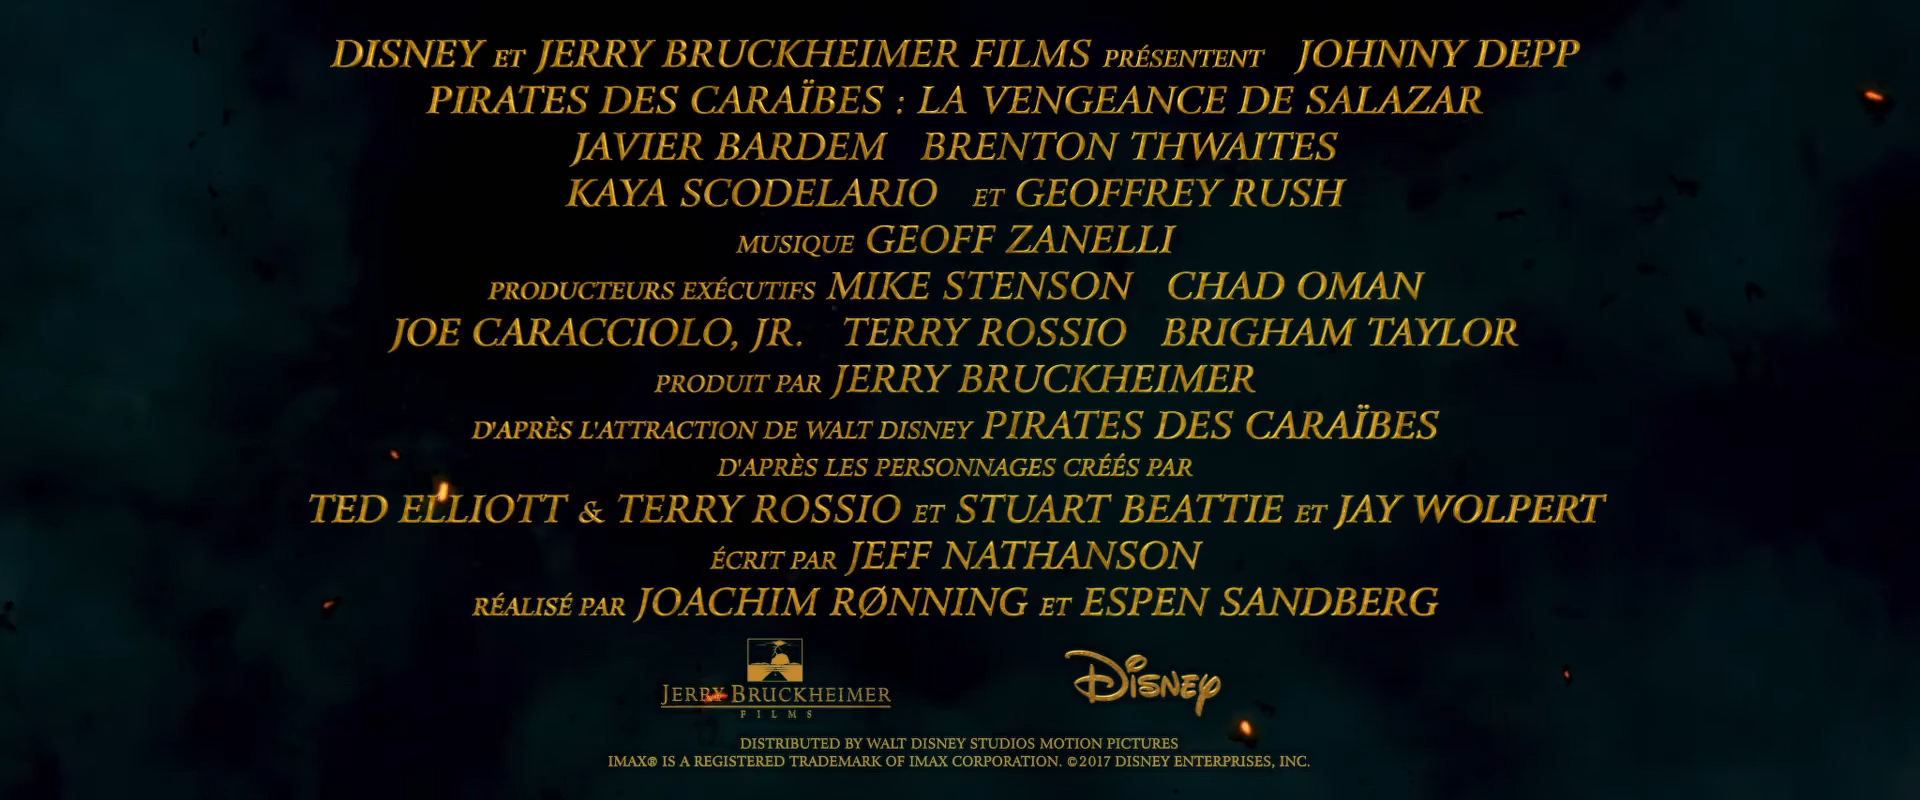 DISNEY ET JERRY BRUCKHEIMER FILMS PRÉSENTENT JOHNNY DEPP
PIRATES DES CARAÏBES : LA VENGEANCE DE SALAZAR
JAVIER BARDEM BRENTON THWAITES
KAYA SCODELARIO ET GEOFFREY RUSH
MUSIQUE GEOFF ZANELLI
PRODUCTEURS EXÉCUTIFS MIKE STENSON CHAD OMAN
JOE CARACCIOLO, JR. TERRY ROSSIO BRIGHAM TAYLOR
PRODUIT PAR JERRY BRUCKHEIMER
D'APRÈS L'ATTRACTION DE WALT DISNEY PIRATES DES CARAÏBES
D'APRÈS LES PERSONNAGES CRÉÉS PAR
TED ELLIOTT & TERRY ROSSIO ET STUART BEATTIE ET JAY WOLPERT
ÉCRIT PAR JEFF NATHANSON
RÉALISÉ PAR JOACHIM RØNNING ET ESPEN SANDBERG
JERRY BRUCKHEIMER
FILMS
Disney
DISTRIBUTED BY WALT DISNEY STUDIOS MOTION PICTURES
IMAX® IS A REGISTERED TRADEMARK OF IMAX CORPORATION. ©2017 DISNEY ENTERPRISES, INC.